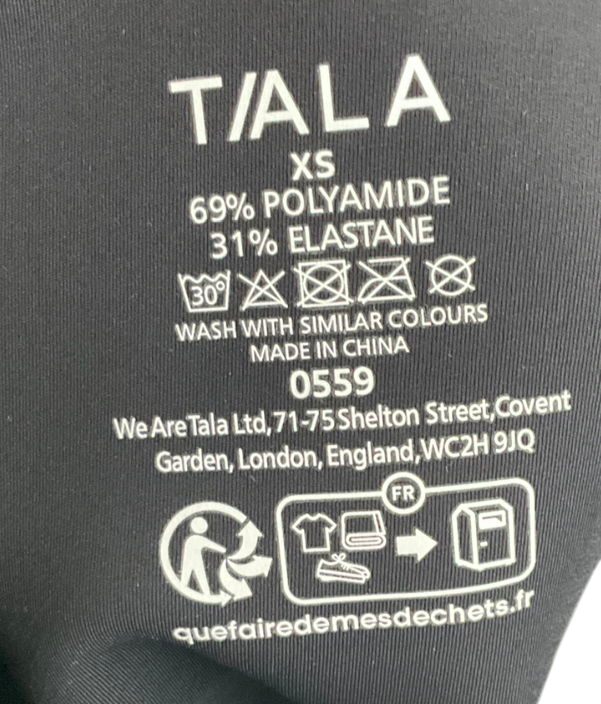 TALA
XS
69% POLYAMIDE
31% ELASTANE
30°
WASH WITH SIMILAR COLOURS
MADE IN CHINA
0559
We Are Tala Ltd,71-75 Shelton Street,Covent
Garden, London, England,WC2H 9JQ
FR
quefairedemesdechets.fr